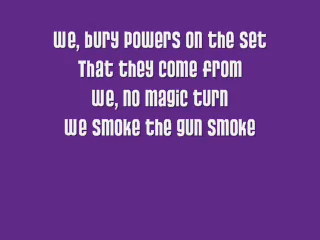 We, bury powers on the set
That they come from
We, no magic turn
We smoke the gun smoke